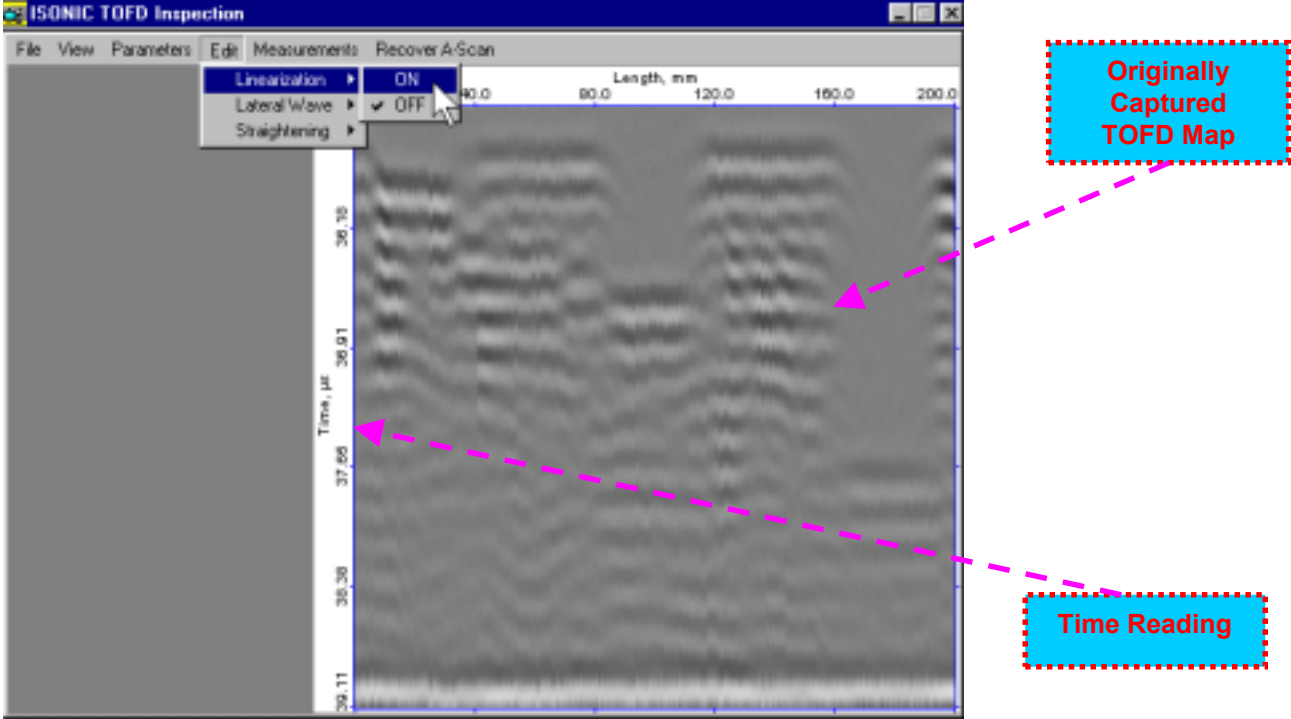 ISONIC TOFD Inspection
File View Parameters Edit Measurements Recover A-Scan
Linearization
ON
Lateral Wave
OFF
Straightening
Length, mm
40.0 80.0 120.0 160.0 200.0
Time, µs
36.18
36.91
37.66
38.38
39.11
Originally
Captured
TOFD Map
Time Reading